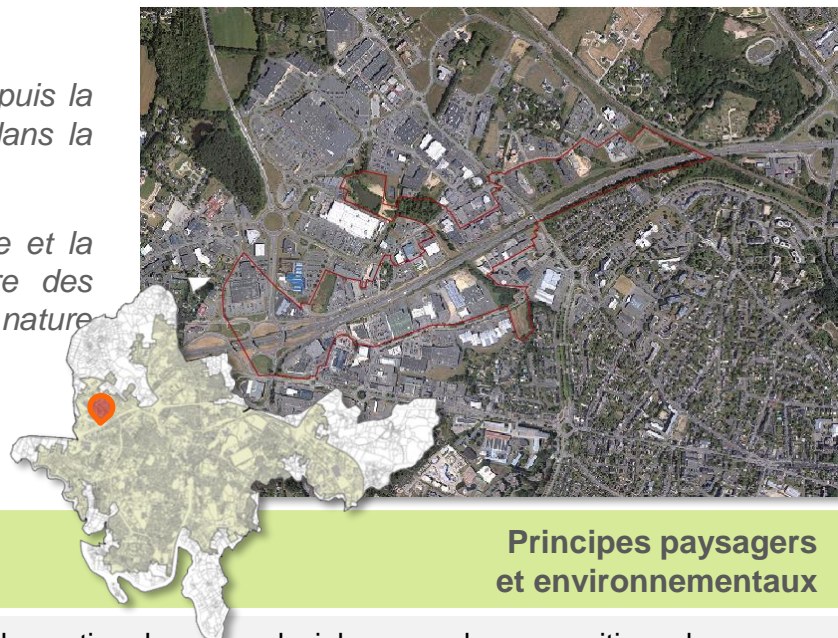 puis la
dans la
e et la
re des
nature
Principes paysagers
et environnementaux